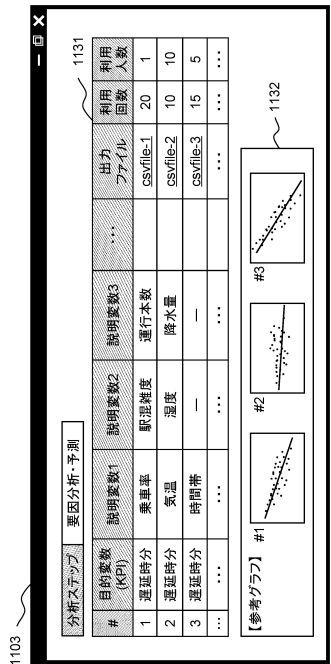 1103
分析ステップ 要因分析・予測
1131
# 目的変数(KPI) 説明変数1 説明変数2 説明変数3 … 出力ファイル 利用回数 利用人数
1 遅延時分 乗車率 駅混雑度 運行本数 csvfile-1 20 1
2 遅延時分 気温 湿度 降水量 csvfile-2 10 10
3 遅延時分 時間帯 — — csvfile-3 15 5
… … … … … … … …
【参考グラフ】
1132
#1 #2 #3